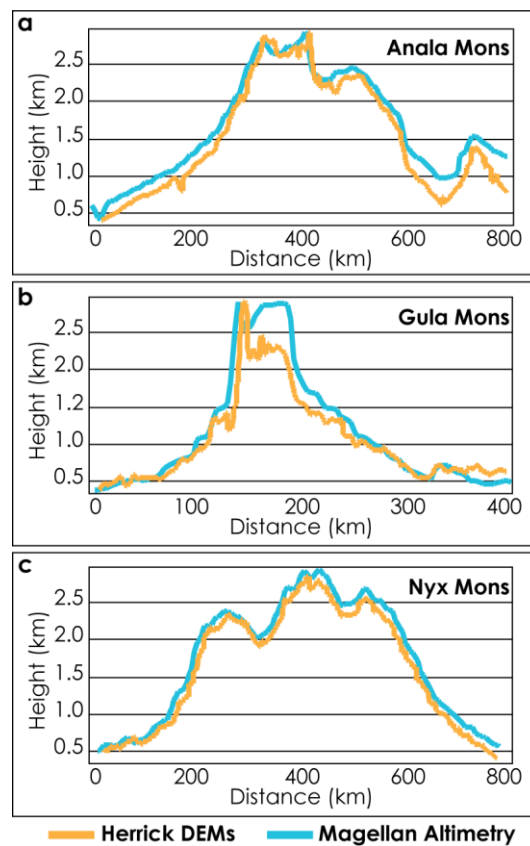 a
Anala Mons
Height (km)
2.5
2.0
1.5
1.0
0.5
0 200 400 600 800
Distance (km)
b
Gula Mons
Height (km)
2.5
2.0
1.2
1.0
0.5
0 100 200 300 400
Distance (km)
c
Nyx Mons
Height (km)
2.5
2.0
1.5
1.0
0.5
0 200 400 600 800
Distance (km)
Herrick DEMs Magellan Altimetry